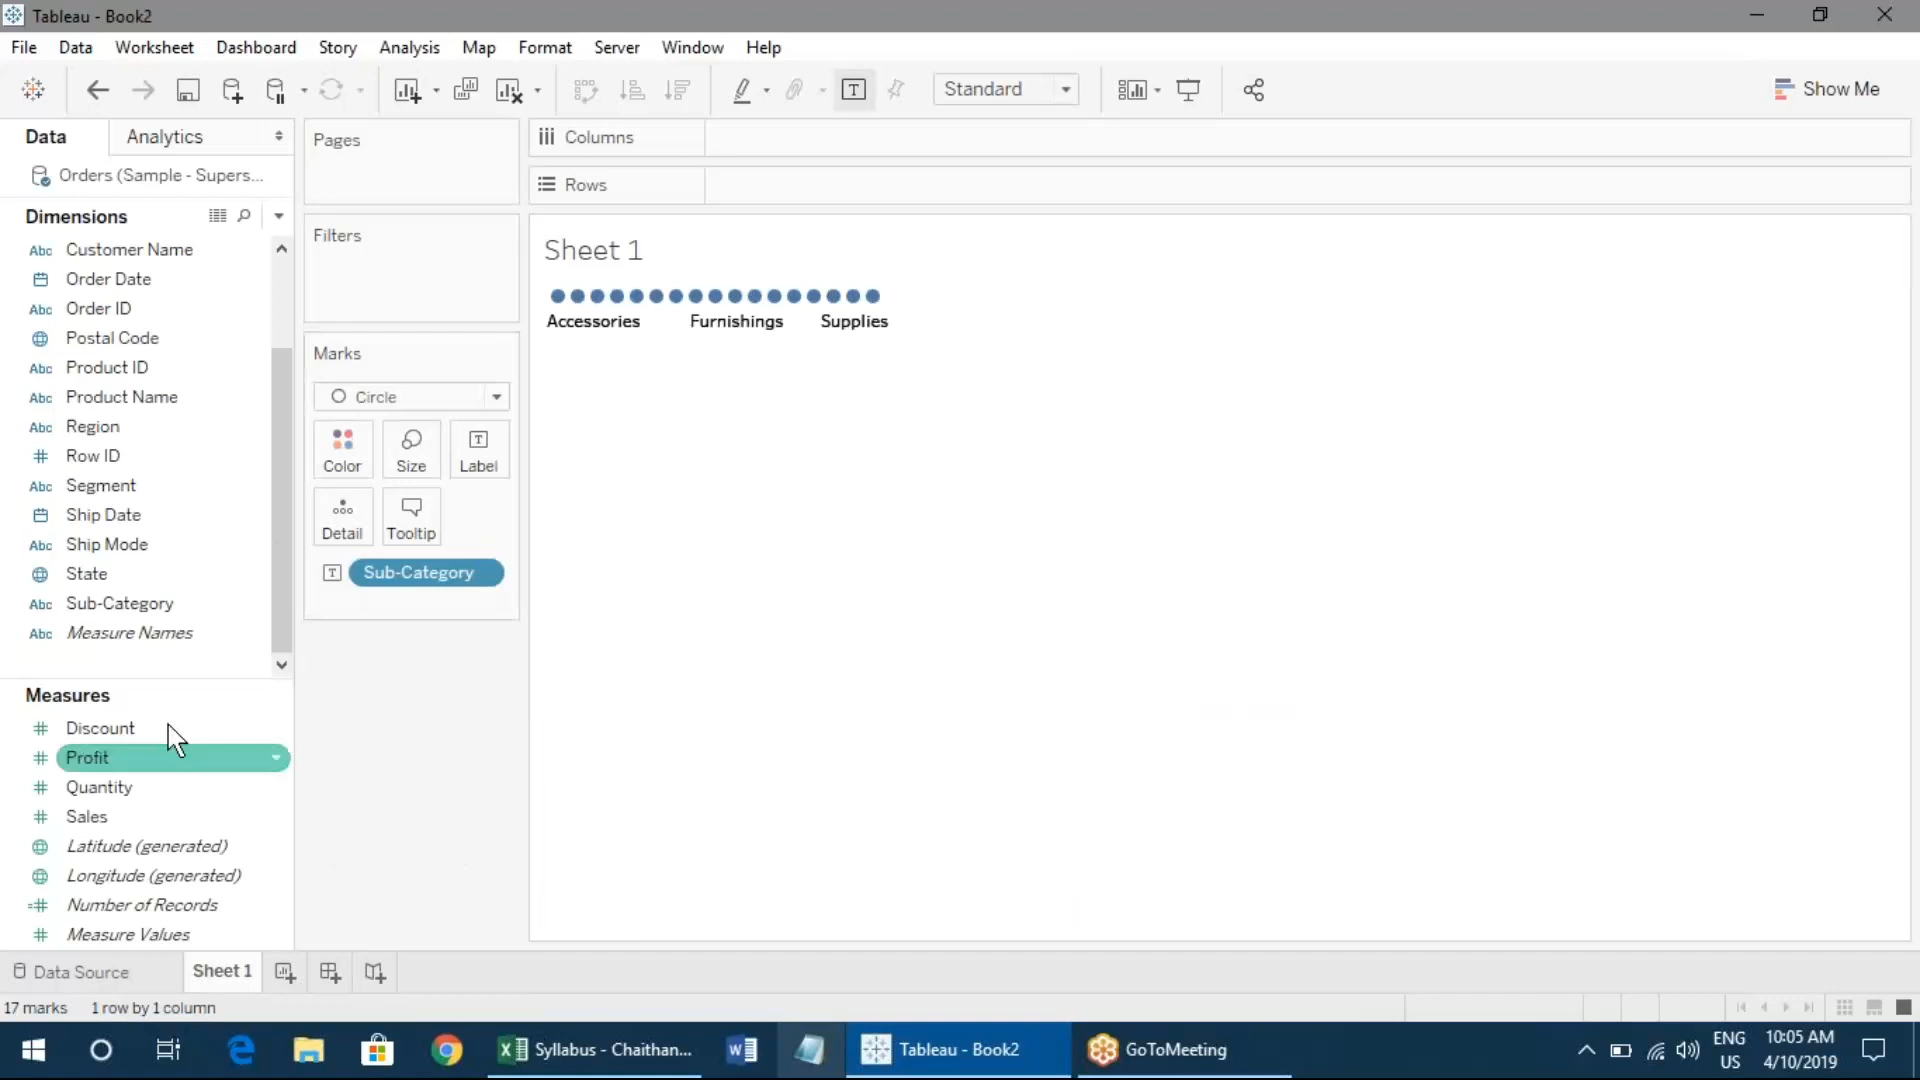 Tableau - Book2
File Data Worksheet Dashboard Story Analysis Map Format Server Window Help
Standard
Show Me
Data
Analytics
Orders (Sample - Supers...
Dimensions
Abc Customer Name
Order Date
Abc Order ID
Postal Code
Abc Product ID
Abc Product Name
Abc Region
# Row ID
Abc Segment
Ship Date
Abc Ship Mode
State
Abc Sub-Category
Abc Measure Names
Measures
# Discount
# Profit
# Quantity
# Sales
Latitude (generated)
Longitude (generated)
=# Number of Records
# Measure Values
Pages
Filters
Marks
Circle
Color
Size
T
Label
Detail
Tooltip
T Sub-Category
Columns
Rows
Sheet 1
Accessories Furnishings Supplies
Data Source
Sheet 1
17 marks 1 row by 1 column
Syllabus - Chaithan...
Tableau - Book2
GoToMeeting
ENG
US
10:05 AM
4/10/2019